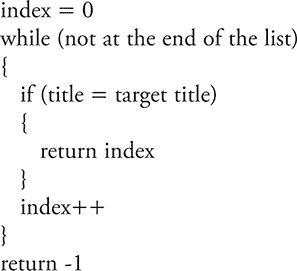 index = 0
while (not at the end of the list)
{
if (title = target title)
{
return index
}
index++
}
return -1